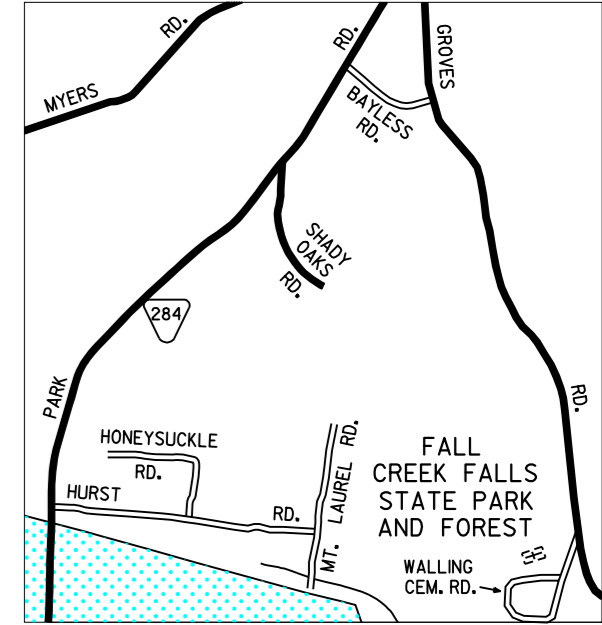 MYERS RD.
PARK RD.
GROVES RD.
BAYLESS
RD.
SHADY
OAKS
RD.
284
HONEYSUCKLE
RD.
HURST RD.
MT. LAUREL RD.
FALL
CREEK FALLS
STATE PARK
AND FOREST
WALLING
CEM. RD.